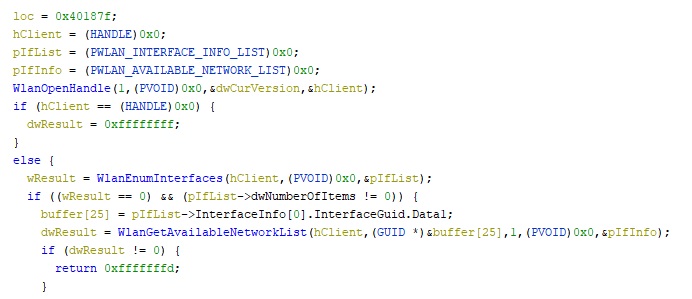 loc = 0x40187f;
hClient = (HANDLE)0x0;
pIfList = (PWLAN_INTERFACE_INFO_LIST)0x0;
pIfInfo = (PWLAN_AVAILABLE_NETWORK_LIST)0x0;
WlanOpenHandle(1,(PVOID)0x0,&dwCurVersion,&hClient);
if (hClient == (HANDLE)0x0) {
dwResult = 0xffffffff;
}
else {
wResult = WlanEnumInterfaces(hClient,(PVOID)0x0,&pIfList);
if ((wResult == 0) && (pIfList->dwNumberOfItems != 0)) {
buffer[25] = pIfList->InterfaceInfo[0].InterfaceGuid.Data1;
dwResult = WlanGetAvailableNetworkList(hClient,(GUID *)&buffer[25],1,(PVOID)0x0,&pIfInfo);
if (dwResult != 0) {
return 0xfffffffd;
}